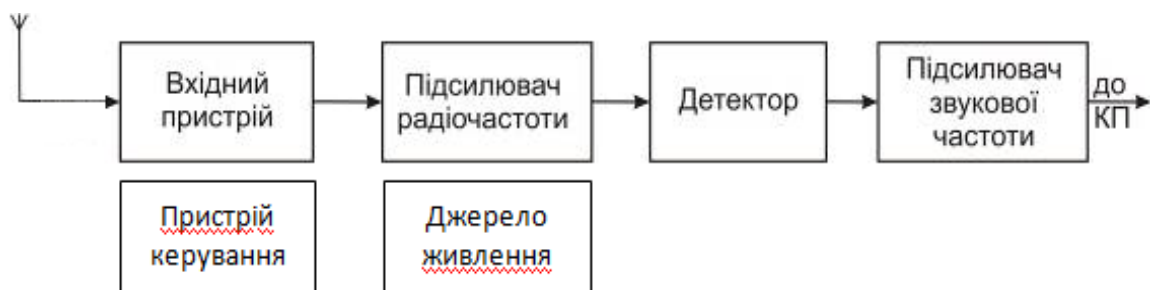 Вхідний
пристрій
Підсилювач
радіочастоти
Детектор
Підсилювач
звукової
частоти
до
КП
Пристрій
керування
Джерело
живлення